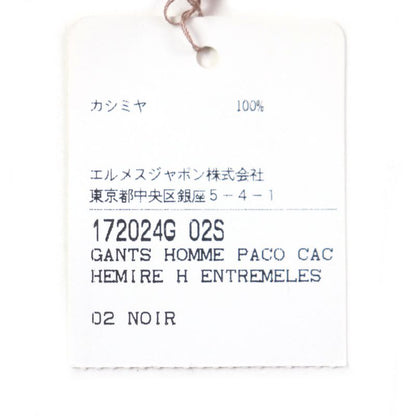 カシミヤ 100%
エルメスジャポン株式会社
東京都中央区銀座5-4-1
172024G 02S
GANTS HOMME PACO CAC
HEMIRE H ENTREMELES
02 NOIR